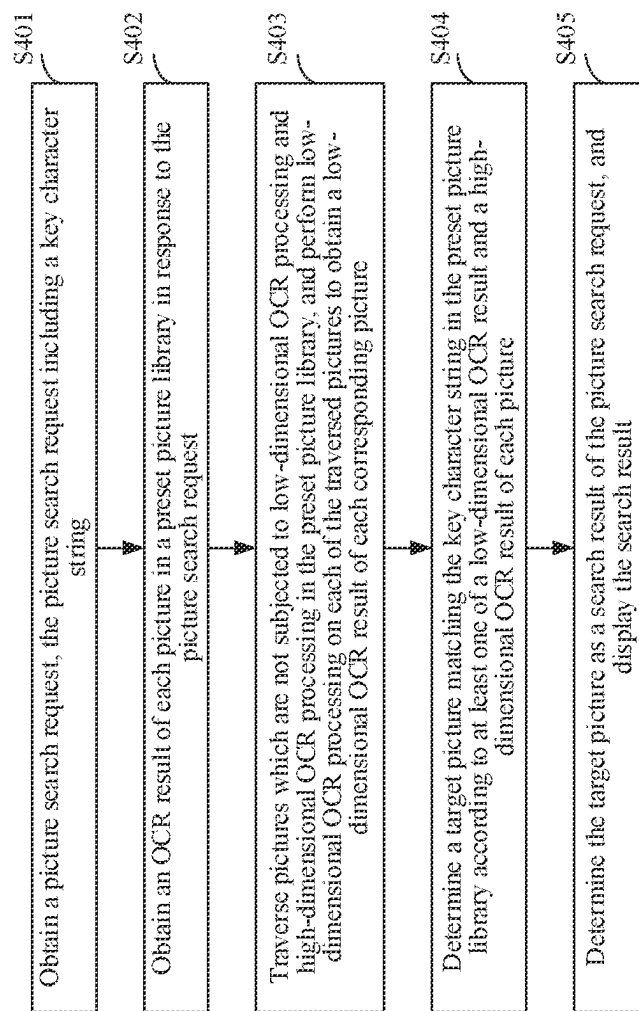 S401
Obtain a picture search request, the picture search request including a key character
string
S402
Obtain an OCR result of each picture in a preset picture library in response to the
picture search request
S403
Traverse pictures which are not subjected to low-dimensional OCR processing and
high-dimensional OCR processing in the preset picture library, and perform low-
dimensional OCR processing on each of the traversed pictures to obtain a low-
dimensional OCR result of each corresponding picture
S404
Determine a target picture matching the key character string in the preset picture
library according to at least one of a low-dimensional OCR result and a high-
dimensional OCR result of each picture
S405
Determine the target picture as a search result of the picture search request, and
display the search result